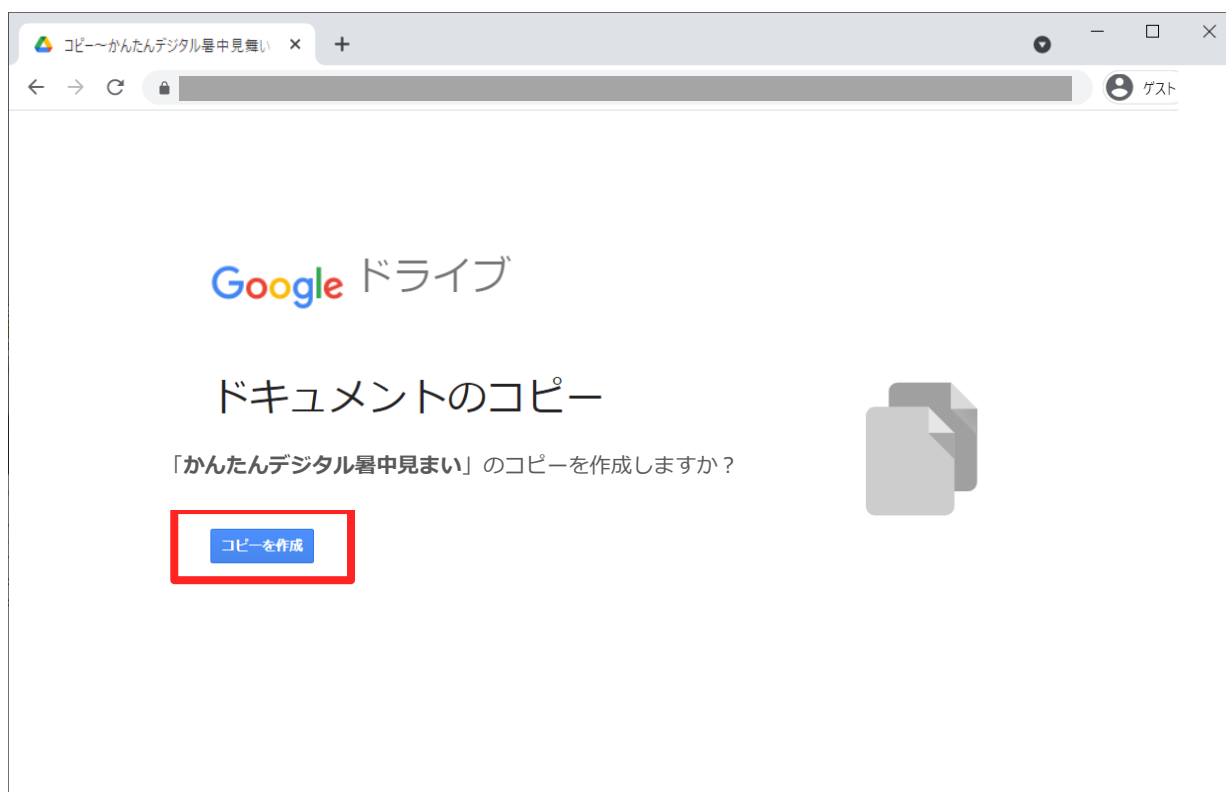 コピー～かんたんデジタル暑中見舞い
ゲスト
Google ドライブ
ドキュメントのコピー
「かんたんデジタル暑中見まい」のコピーを作成しますか？
コピーを作成